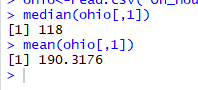 > median(ohio[,1])
[1] 118
> mean(ohio[,1])
[1] 190.3176
>